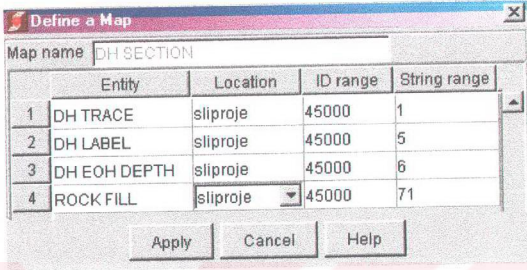 Define a Map
Map name DH SECTION
Entity Location ID range String range
1 DH TRACE sliproje 45000 1
2 DH LABEL sliproje 45000 5
3 DH EOH DEPTH sliproje 45000 6
4 ROCK FILL sliproje 45000 71
Apply Cancel Help